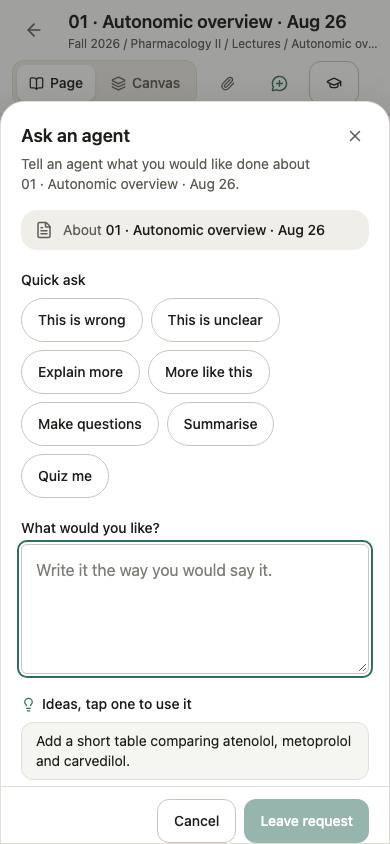 01 · Autonomic overview · Aug 26
Fall 2026 / Pharmacology II / Lectures / Autonomic ov...
Page
Canvas
Ask an agent
Tell an agent what you would like done about
01 · Autonomic overview · Aug 26.
About 01 · Autonomic overview · Aug 26
Quick ask
This is wrong
This is unclear
Explain more
More like this
Make questions
Summarise
Quiz me
What would you like?
Write it the way you would say it.
Ideas, tap one to use it
Add a short table comparing atenolol, metoprolol
and carvedilol.
Cancel
Leave request